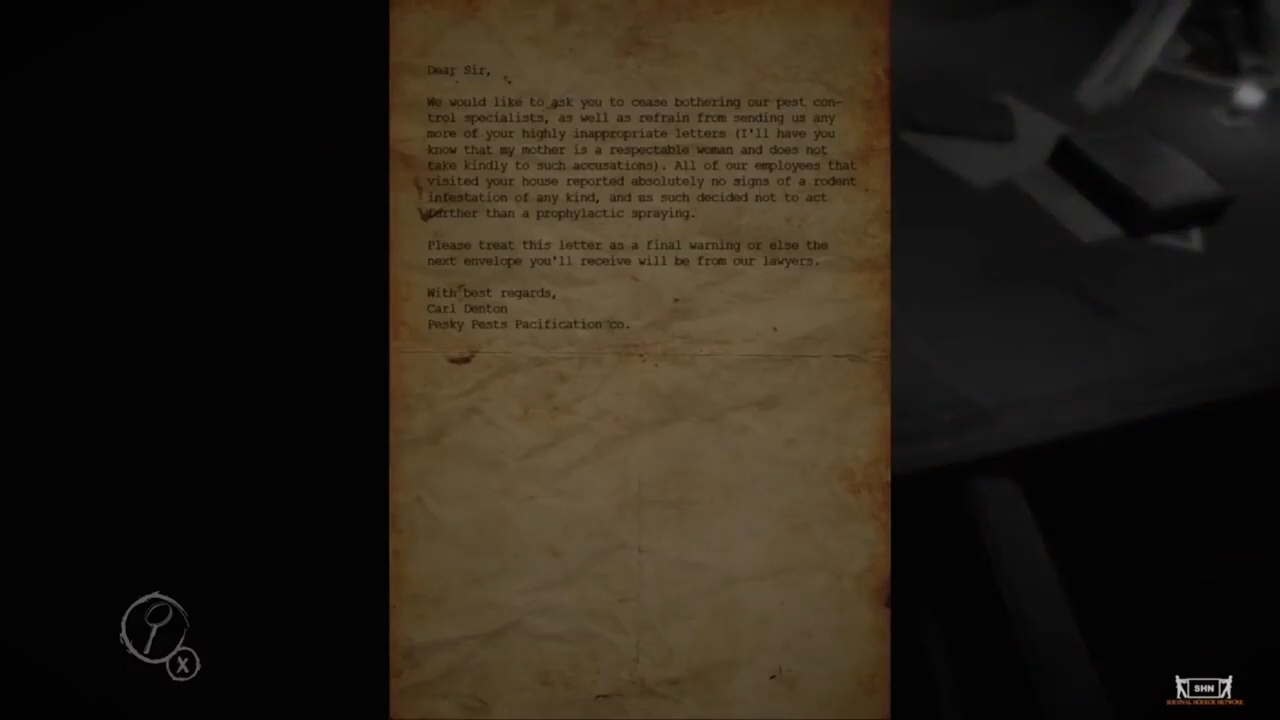 Dear Sir,
We would like to ask you to cease bothering our pest con-
trol specialists, as well as refrain from sending us any
more of your highly inappropriate letters (I'll have you
know that my mother is a respectable woman and does not
take kindly to such accusations). All of our employees that
visited your house reported absolutely no signs of a rodent
infestation of any kind, and us such decided not to act
further than a prophylactic spraying.
Please treat this letter as a final warning or else the
next envelope you'll receive will be from our lawyers.
With best regards,
Carl Denton
Pesky Pests Pacification co.
X
SHN
SURVIVAL HORROR NETWORK